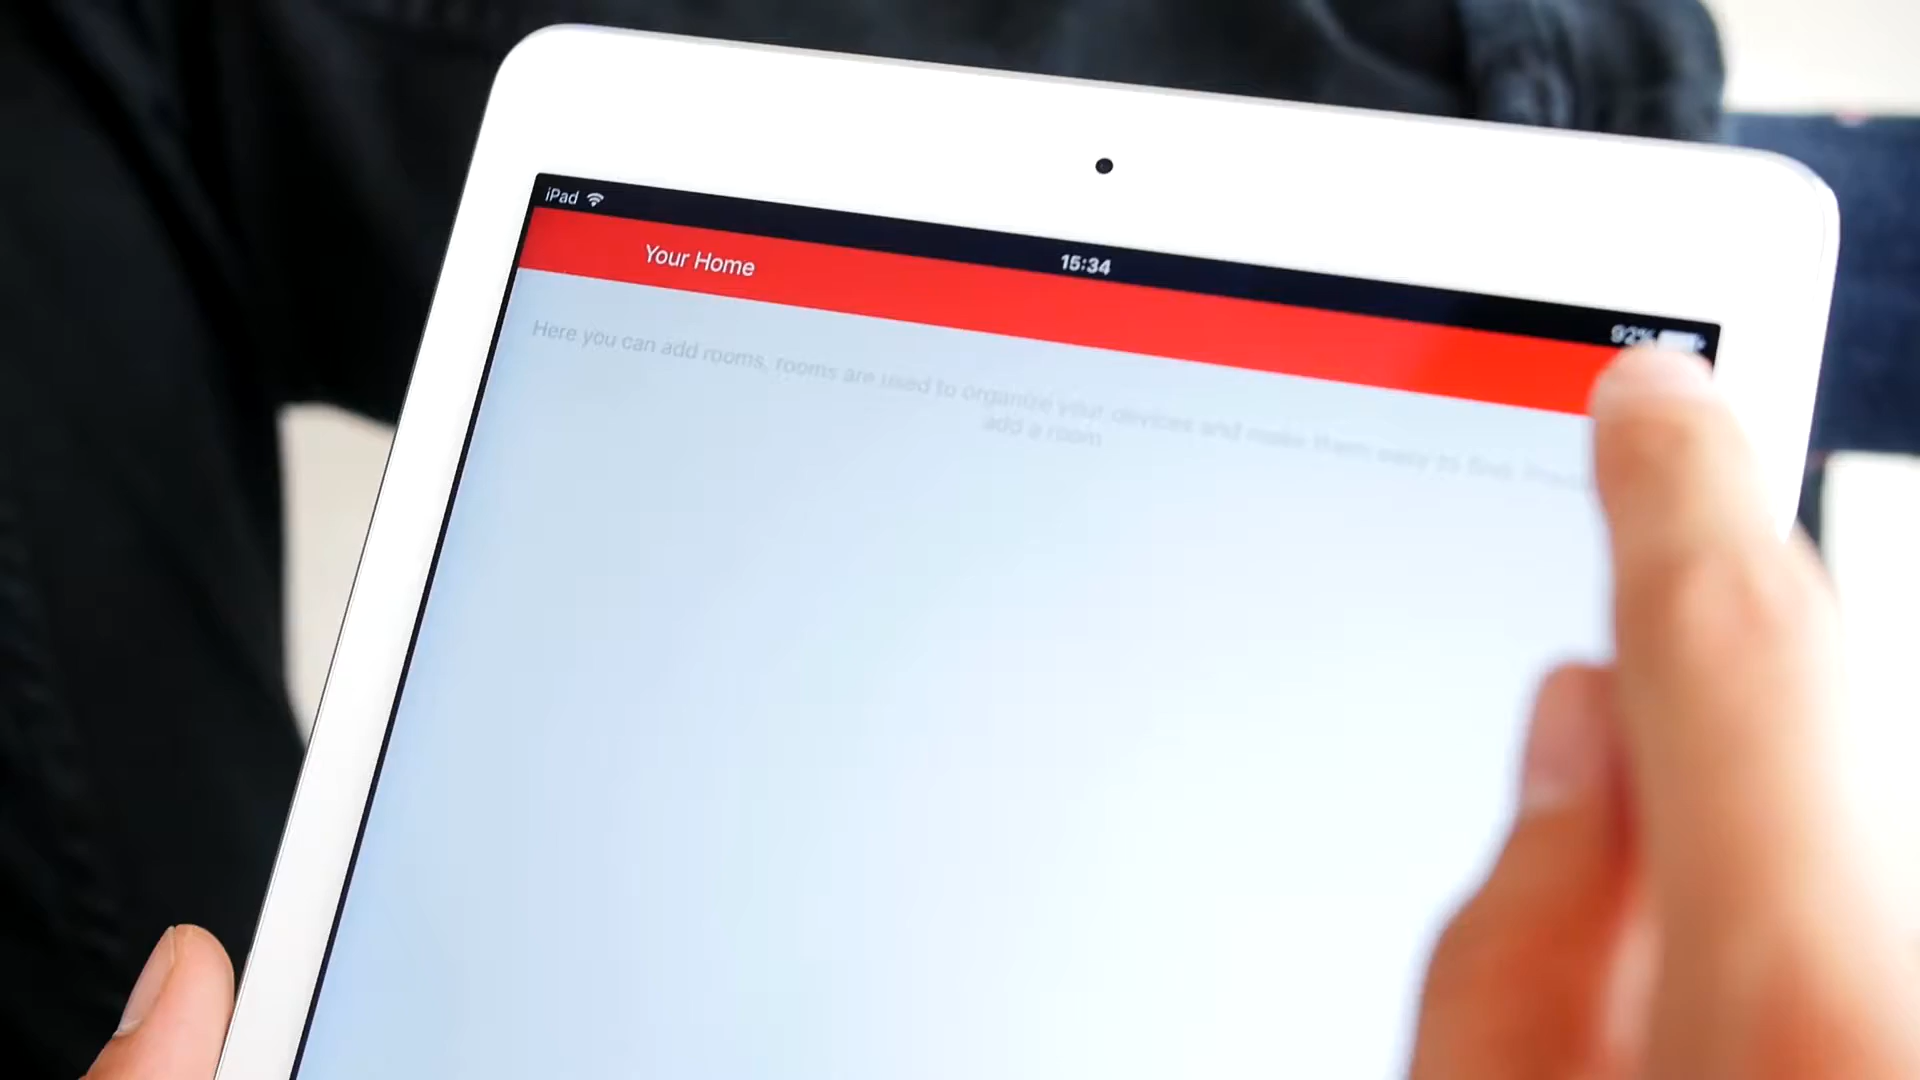 iPad
15:34
92%
Your Home
Here you can add rooms, rooms are used to organize your devices and make them easy to find. Press
add a room